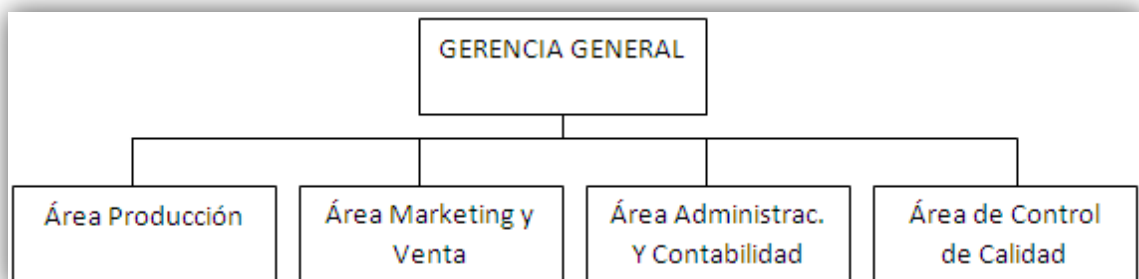 GERENCIA GENERAL
Área Producción
Área Marketing y
Venta
Área Administrac.
Y Contabilidad
Área de Control
de Calidad